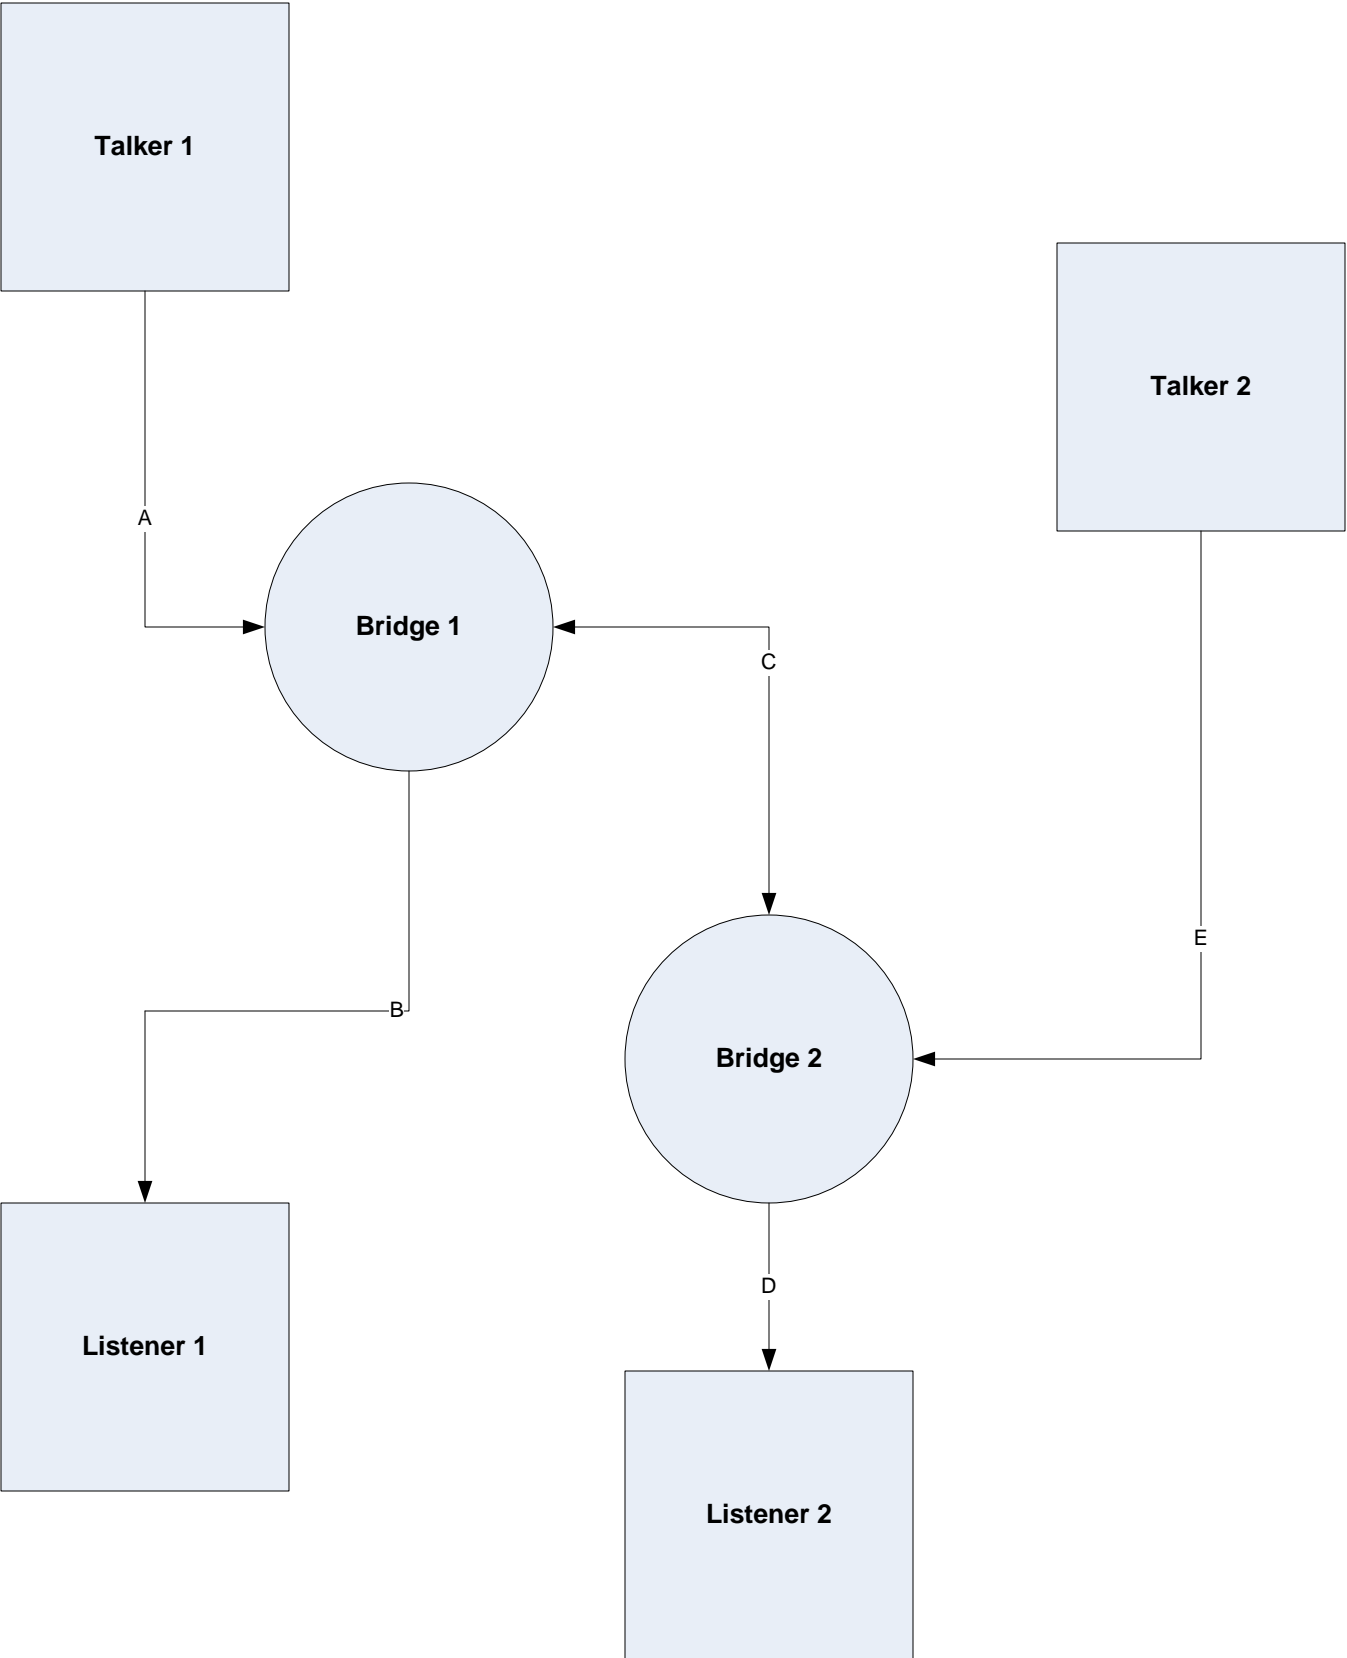 Talker 1
Talker 2
A
Bridge 1
C
E
B
Bridge 2
D
Listener 1
Listener 2